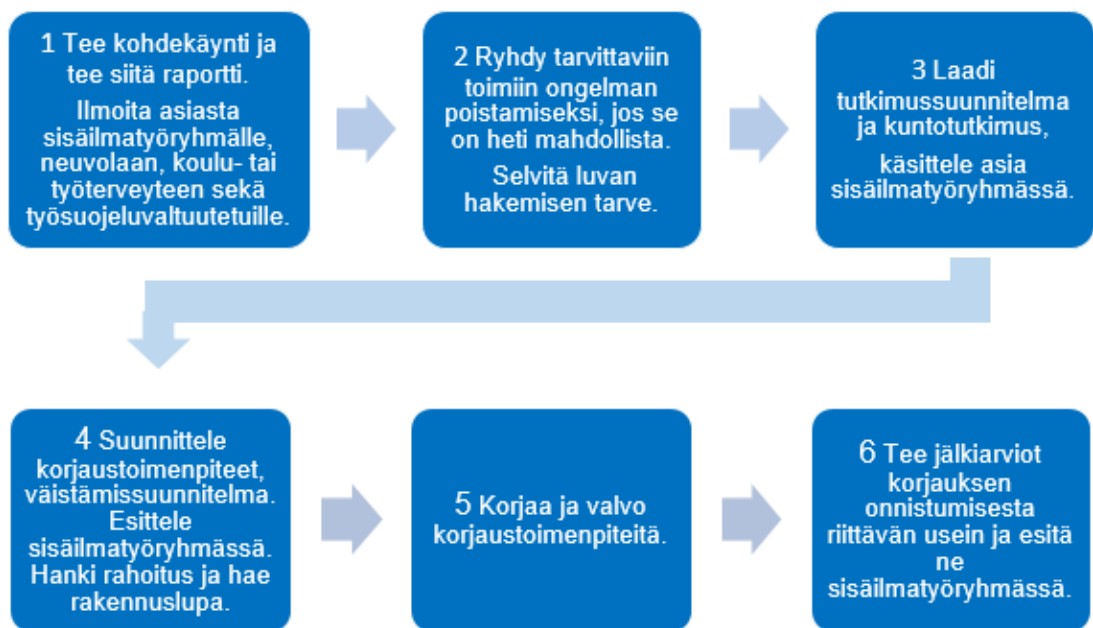 1 Tee kohdekäynti ja
tee siitä raportti.
Ilmoita asiasta
sisäilmatyöryhmälle,
neuvolaan, koulu- tai
työterveyteen sekä
työsuojeluvaltuutetuille.
2 Ryhdy tarvittaviin
toimiin ongelman
poistamiseksi, jos se
on heti mahdollista.
Selvitä luvan
hakemisen tarve.
3 Laadi
tutkimussuunnitelma
ja kuntotutkimus,
käsittele asia
sisäilmatyöryhmässä.
4 Suunnittele
korjaustoimenpiteet,
väistämissuunnitelma.
Esittele
sisäilmatyöryhmässä.
Hanki rahoitus ja hae
rakennuslupa.
5 Korjaa ja valvo
korjaustoimenpiteitä.
6 Tee jälkiarviot
korjauksen
onnistumisesta
riittävän usein ja esitä
ne
sisäilmatyöryhmässä.